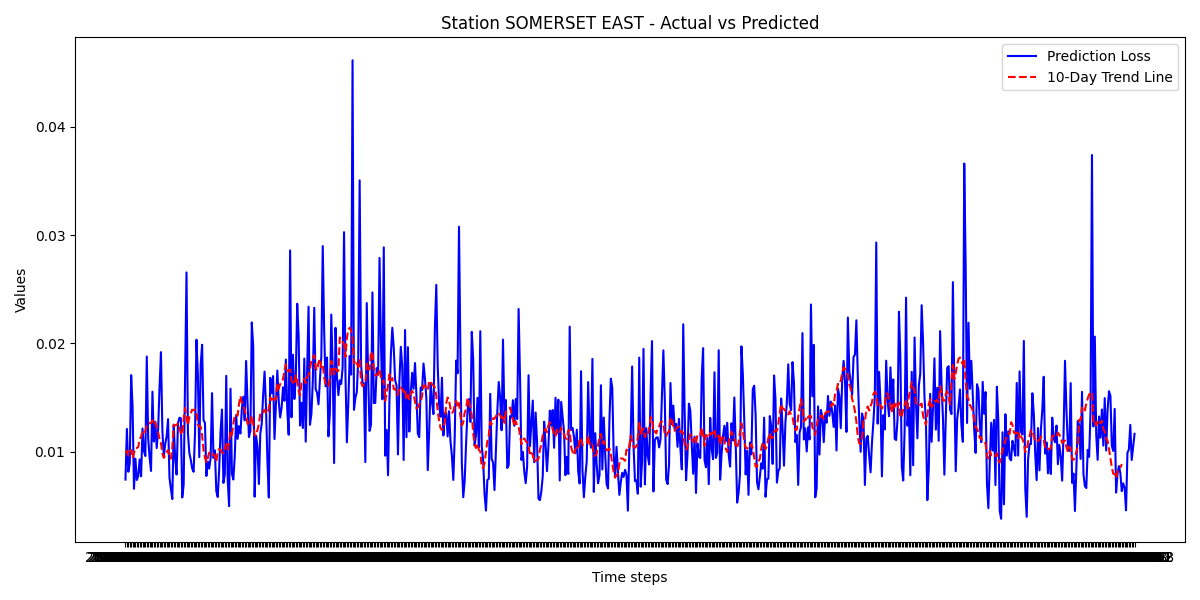 Station SOMERSET EAST - Actual vs Predicted
Prediction Loss
10-Day Trend Line
Values
0.04
0.03
0.02
0.01
Time steps